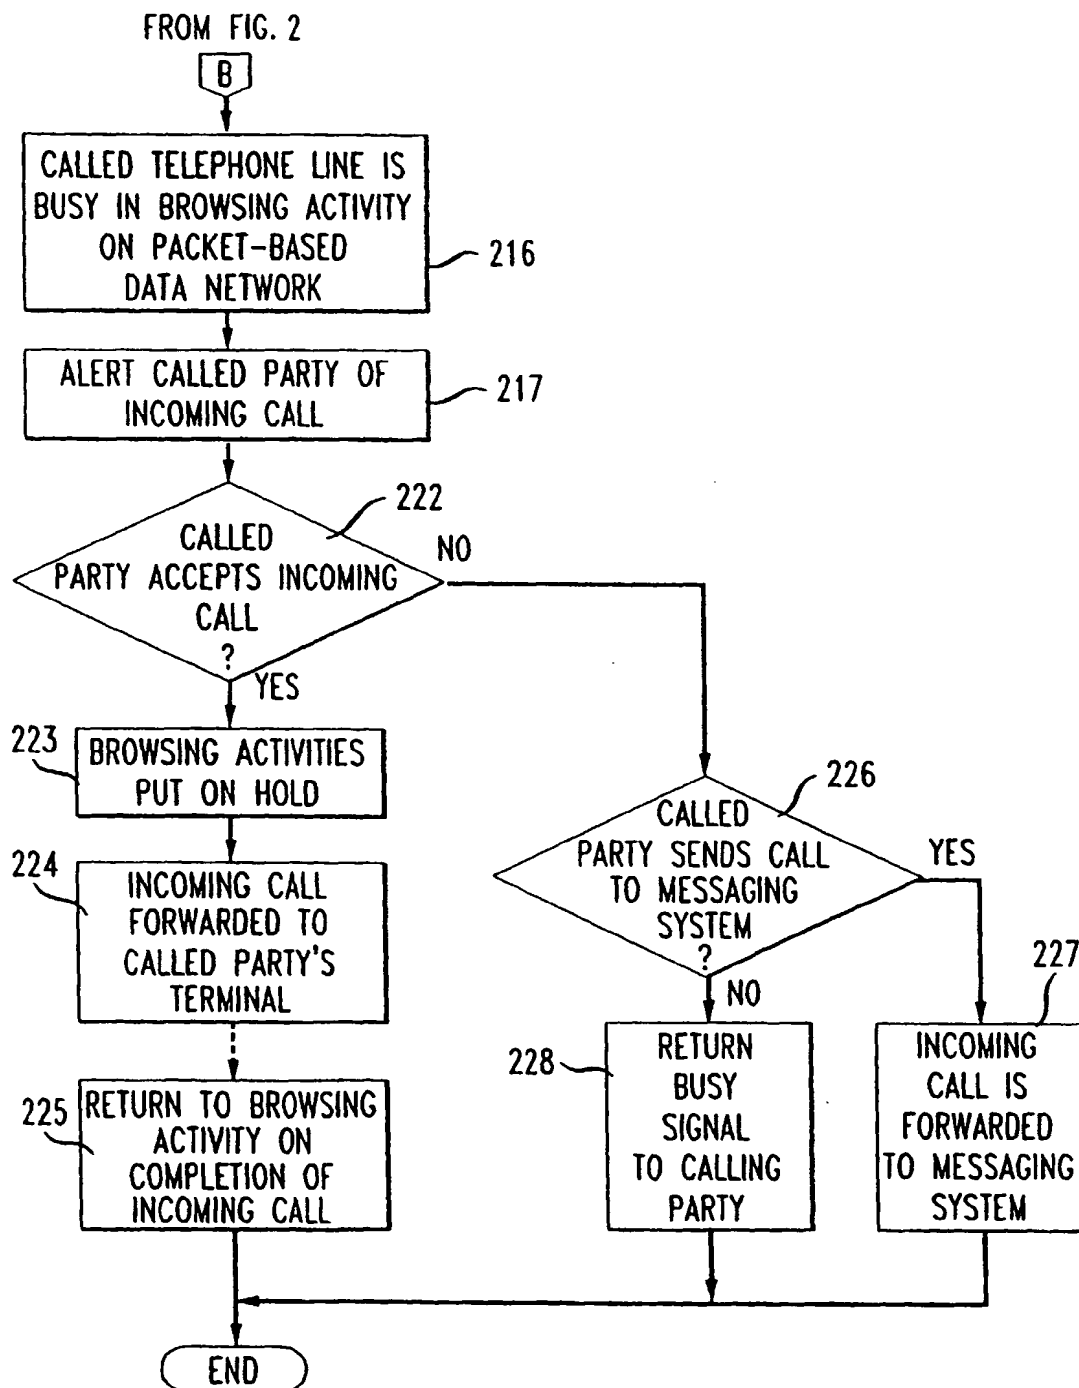 FROM FIG. 2
B
CALLED TELEPHONE LINE IS
BUSY IN BROWSING ACTIVITY
ON PACKET-BASED
DATA NETWORK
216
ALERT CALLED PARTY OF
INCOMING CALL
217
222
CALLED
PARTY ACCEPTS INCOMING
CALL
?
NO
YES
223
BROWSING ACTIVITIES
PUT ON HOLD
224
INCOMING CALL
FORWARDED TO
CALLED PARTY'S
TERMINAL
225
RETURN TO BROWSING
ACTIVITY ON
COMPLETION OF
INCOMING CALL
226
CALLED
PARTY SENDS CALL
TO MESSAGING
SYSTEM
?
YES
NO
228
RETURN
BUSY
SIGNAL
TO CALLING
PARTY
227
INCOMING
CALL IS
FORWARDED
TO MESSAGING
SYSTEM
END